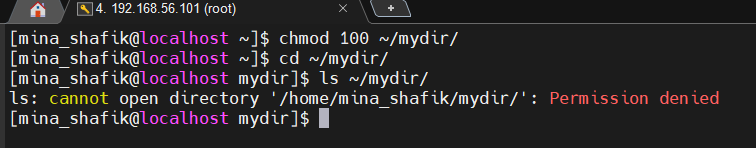 4. 192.168.56.101 (root)
[mina_shafik@localhost ~]$ chmod 100 ~/mydir/
[mina_shafik@localhost ~]$ cd ~/mydir/
[mina_shafik@localhost mydir]$ ls ~/mydir/
ls: cannot open directory '/home/mina_shafik/mydir/': Permission denied
[mina_shafik@localhost mydir]$